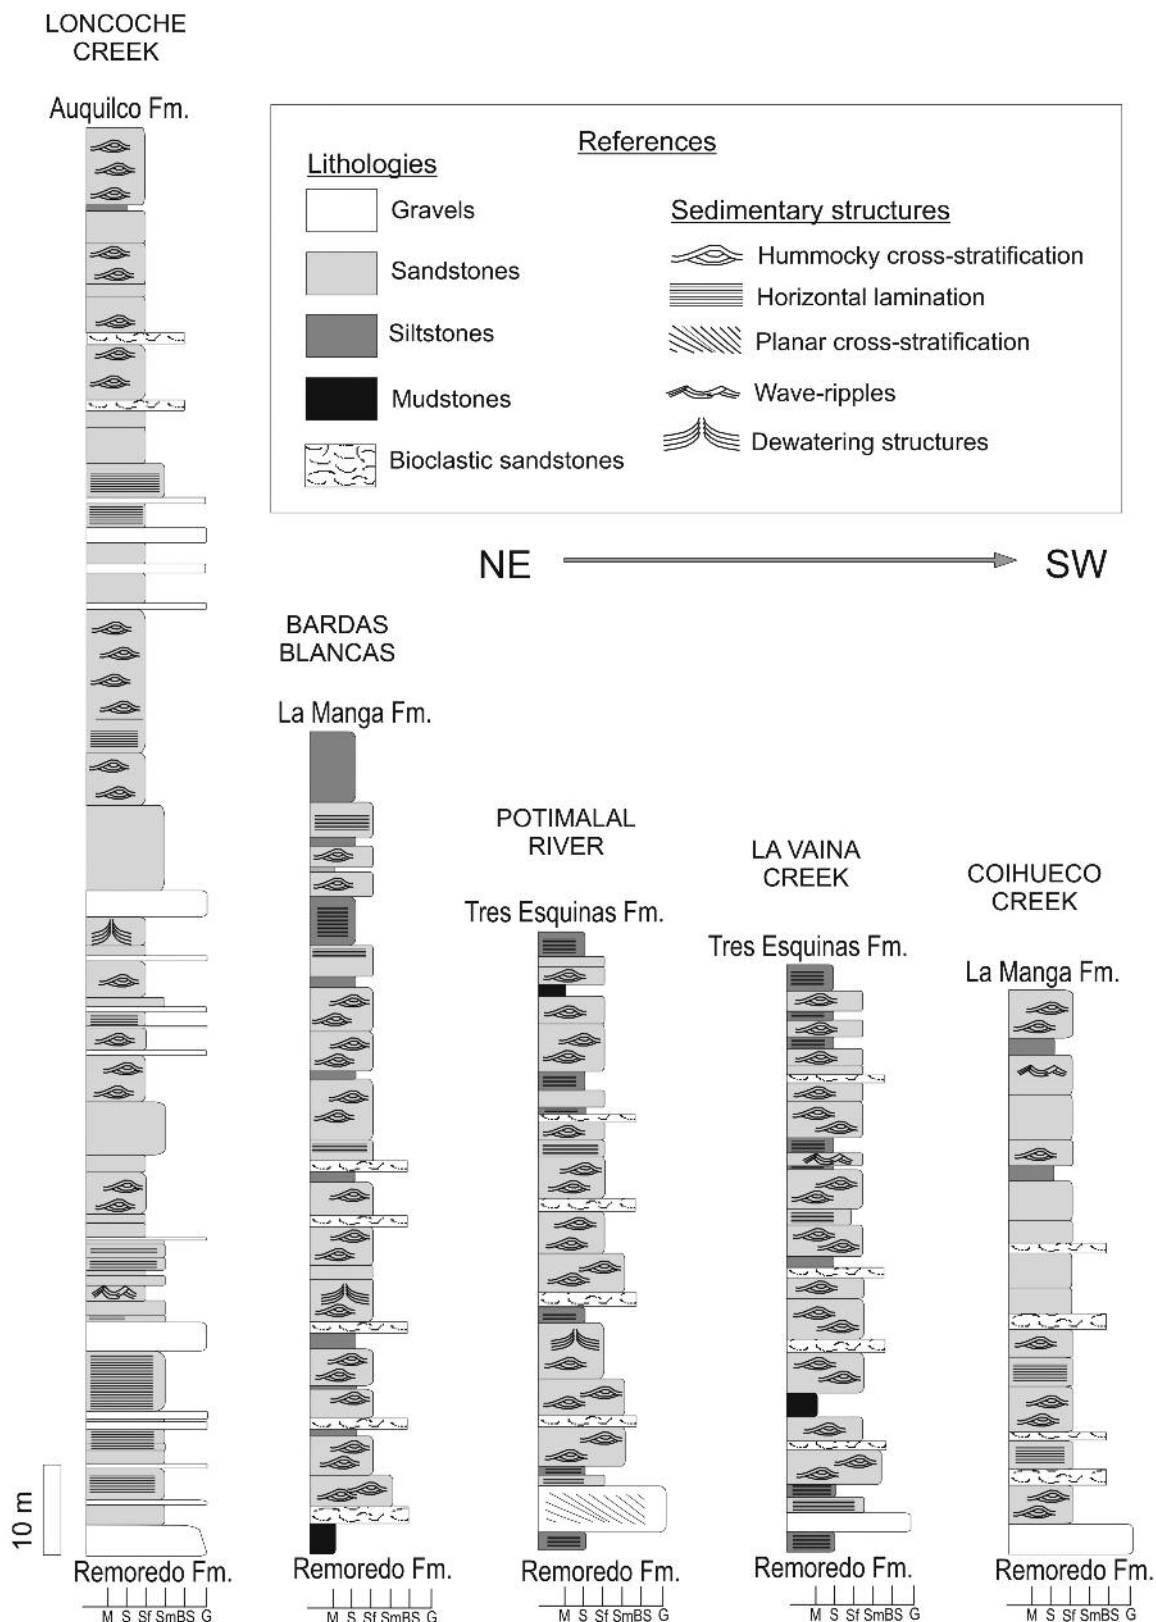 LONCOCHE
CREEK
Auquilco Fm.
References
Lithologies
Gravels
Sandstones
Siltstones
Mudstones
Bioclastic sandstones
Sedimentary structures
Hummocky cross-stratification
Horizontal lamination
Planar cross-stratification
Wave-ripples
Dewatering structures
NE
SW
BARDAS
BLANCAS
La Manga Fm.
POTIMALAL
RIVER
Tres Esquinas Fm.
LA VAINA
CREEK
Tres Esquinas Fm.
COIHUECO
CREEK
La Manga Fm.
10 m
Remoredo Fm.
Remoredo Fm.
Remoredo Fm.
Remoredo Fm.
Remoredo Fm.
M S Sf SmBS G
M S Sf SmBS G
M S Sf SmBS G
M S Sf SmBS G
M S Sf SmBS G